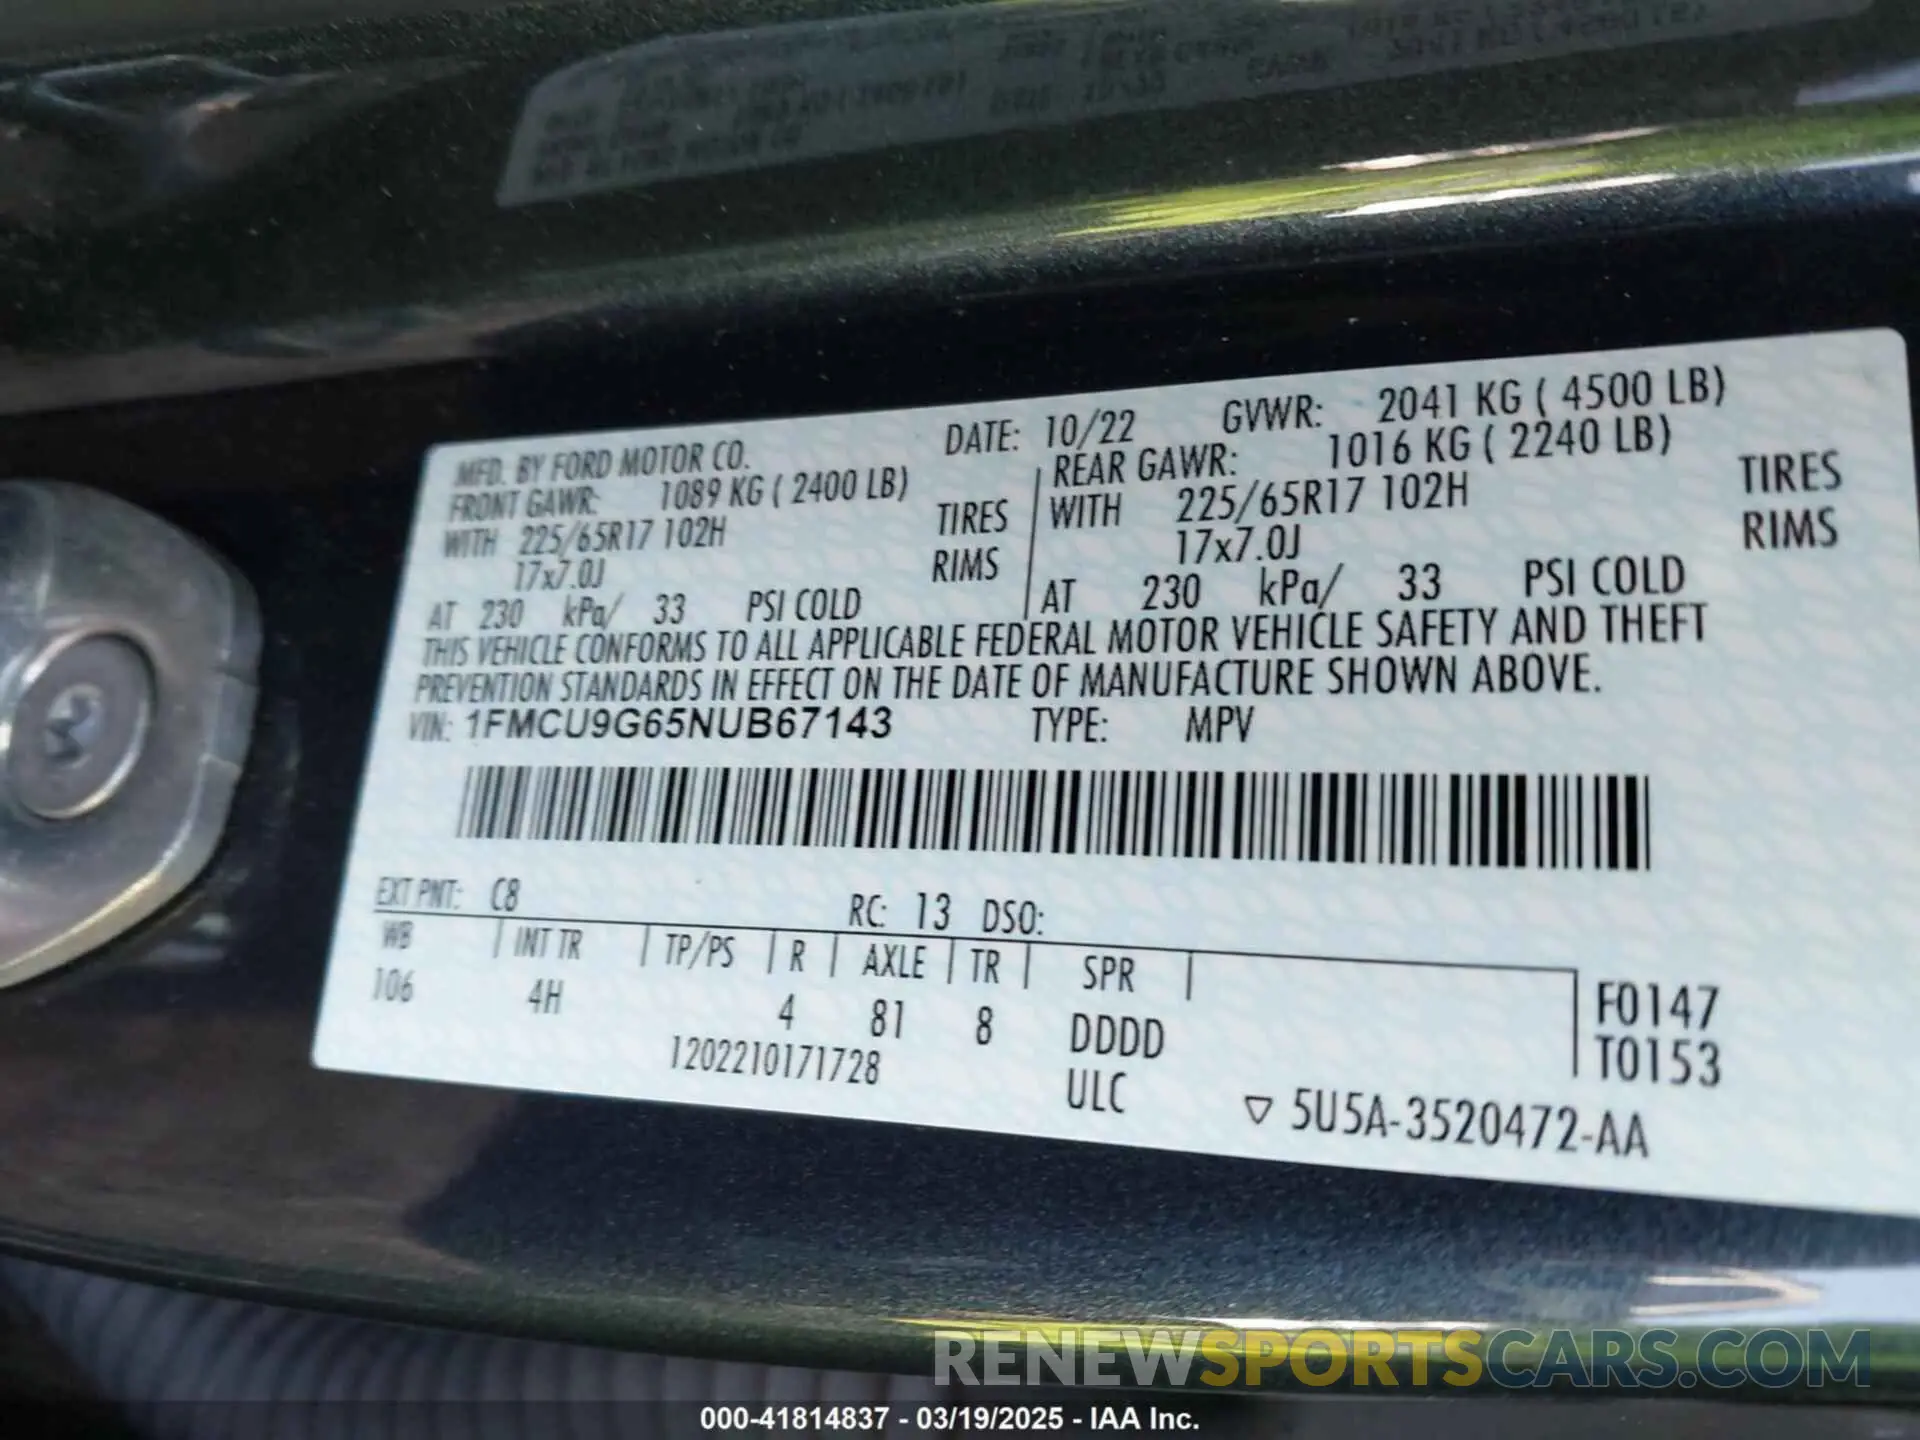 MFD. BY FORD MOTOR CO. DATE: 10/22 GVWR: 2041 KG ( 4500 LB)
FRONT GAWR: 1089 KG ( 2400 LB) REAR GAWR: 1016 KG ( 2240 LB)
WITH 225/65R17 102H TIRES WITH 225/65R17 102H TIRES
17x7.0J RIMS 17x7.0J RIMS
AT 230 kPa/ 33 PSI COLD AT 230 kPa/ 33 PSI COLD
THIS VEHICLE CONFORMS TO ALL APPLICABLE FEDERAL MOTOR VEHICLE SAFETY AND THEFT
PREVENTION STANDARDS IN EFFECT ON THE DATE OF MANUFACTURE SHOWN ABOVE.
VIN: 1FMCU9G65NUB67143 TYPE: MPV
EXT PNT: C8 RC: 13 DSO:
WB INT TR TP/PS R AXLE TR SPR
106 4H 4 81 8 DDDD F0147
1202210171728 ULC T0153
▽ 5U5A-3520472-AA
RENEWSPORTSCARS.COM
000-41814837 - 03/19/2025 - IAA Inc.